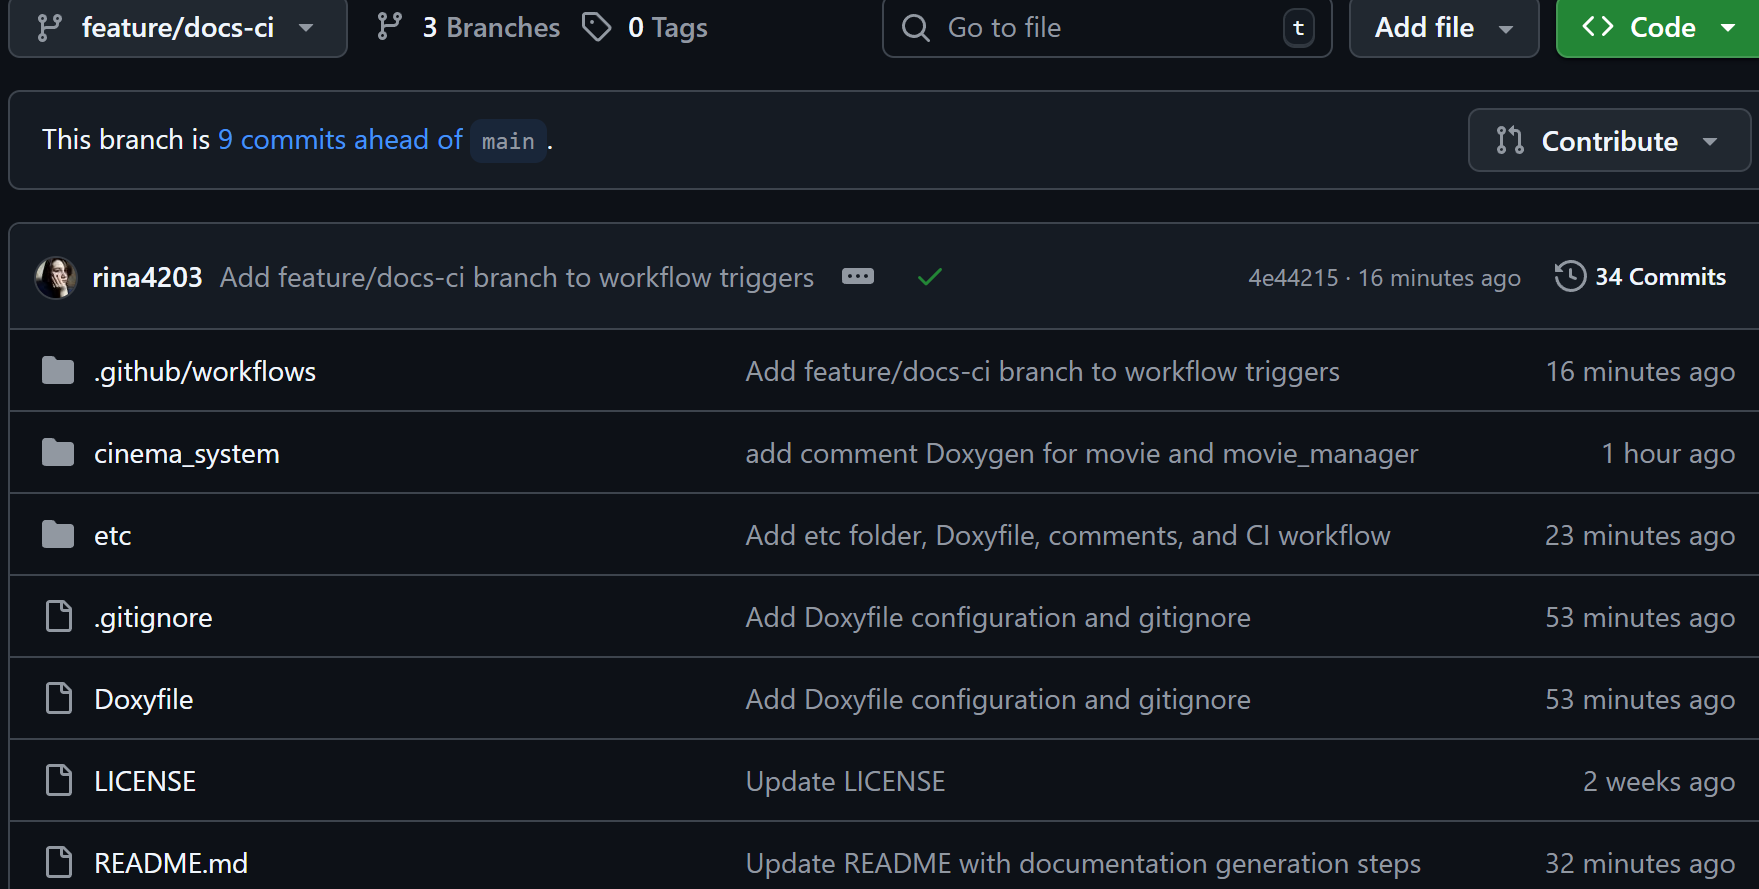 feature/docs-ci 3 Branches 0 Tags Go to file t Add file Code
This branch is 9 commits ahead of main .
Contribute
rina4203 Add feature/docs-ci branch to workflow triggers 4e44215 · 16 minutes ago 34 Commits
.github/workflows Add feature/docs-ci branch to workflow triggers 16 minutes ago
cinema_system add comment Doxygen for movie and movie_manager 1 hour ago
etc Add etc folder, Doxyfile, comments, and CI workflow 23 minutes ago
.gitignore Add Doxyfile configuration and gitignore 53 minutes ago
Doxyfile Add Doxyfile configuration and gitignore 53 minutes ago
LICENSE Update LICENSE 2 weeks ago
README.md Update README with documentation generation steps 32 minutes ago